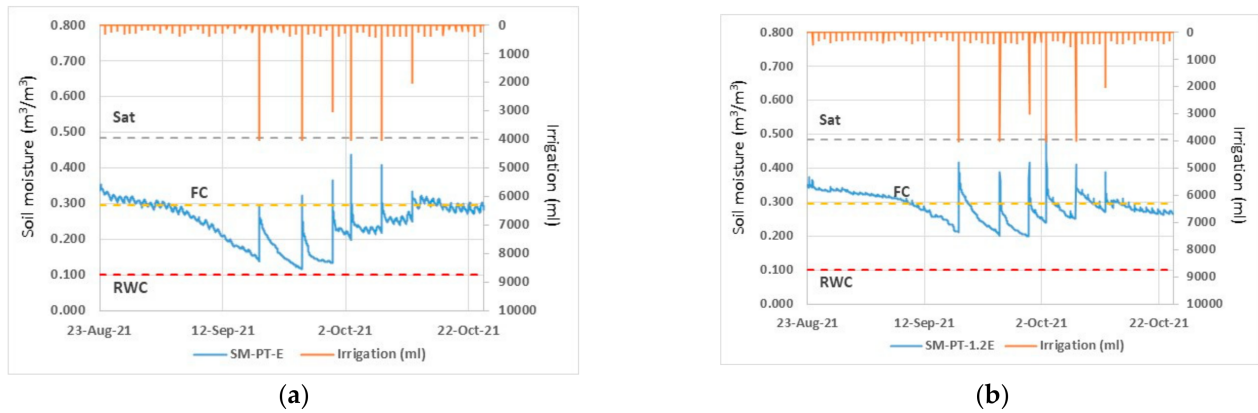 0.800
0.700
0.600
0.500
0.400
0.300
0.200
0.100
0.000
Soil moisture (m³/m³)
Sat
FC
RWC
0
1000
2000
3000
4000
5000
6000
7000
8000
9000
10000
Irrigation (ml)
23-Aug-21 12-Sep-21 2-Oct-21 22-Oct-21
SM-PT-E Irrigation (ml)
(a)
0.800
0.700
0.600
0.500
0.400
0.300
0.200
0.100
0.000
Soil moisture (m³/m³)
Sat
FC
RWC
0
1000
2000
3000
4000
5000
6000
7000
8000
9000
10000
Irrigation (ml)
23-Aug-21 12-Sep-21 2-Oct-21 22-Oct-21
SM-PT-1.2E Irrigation (ml)
(b)